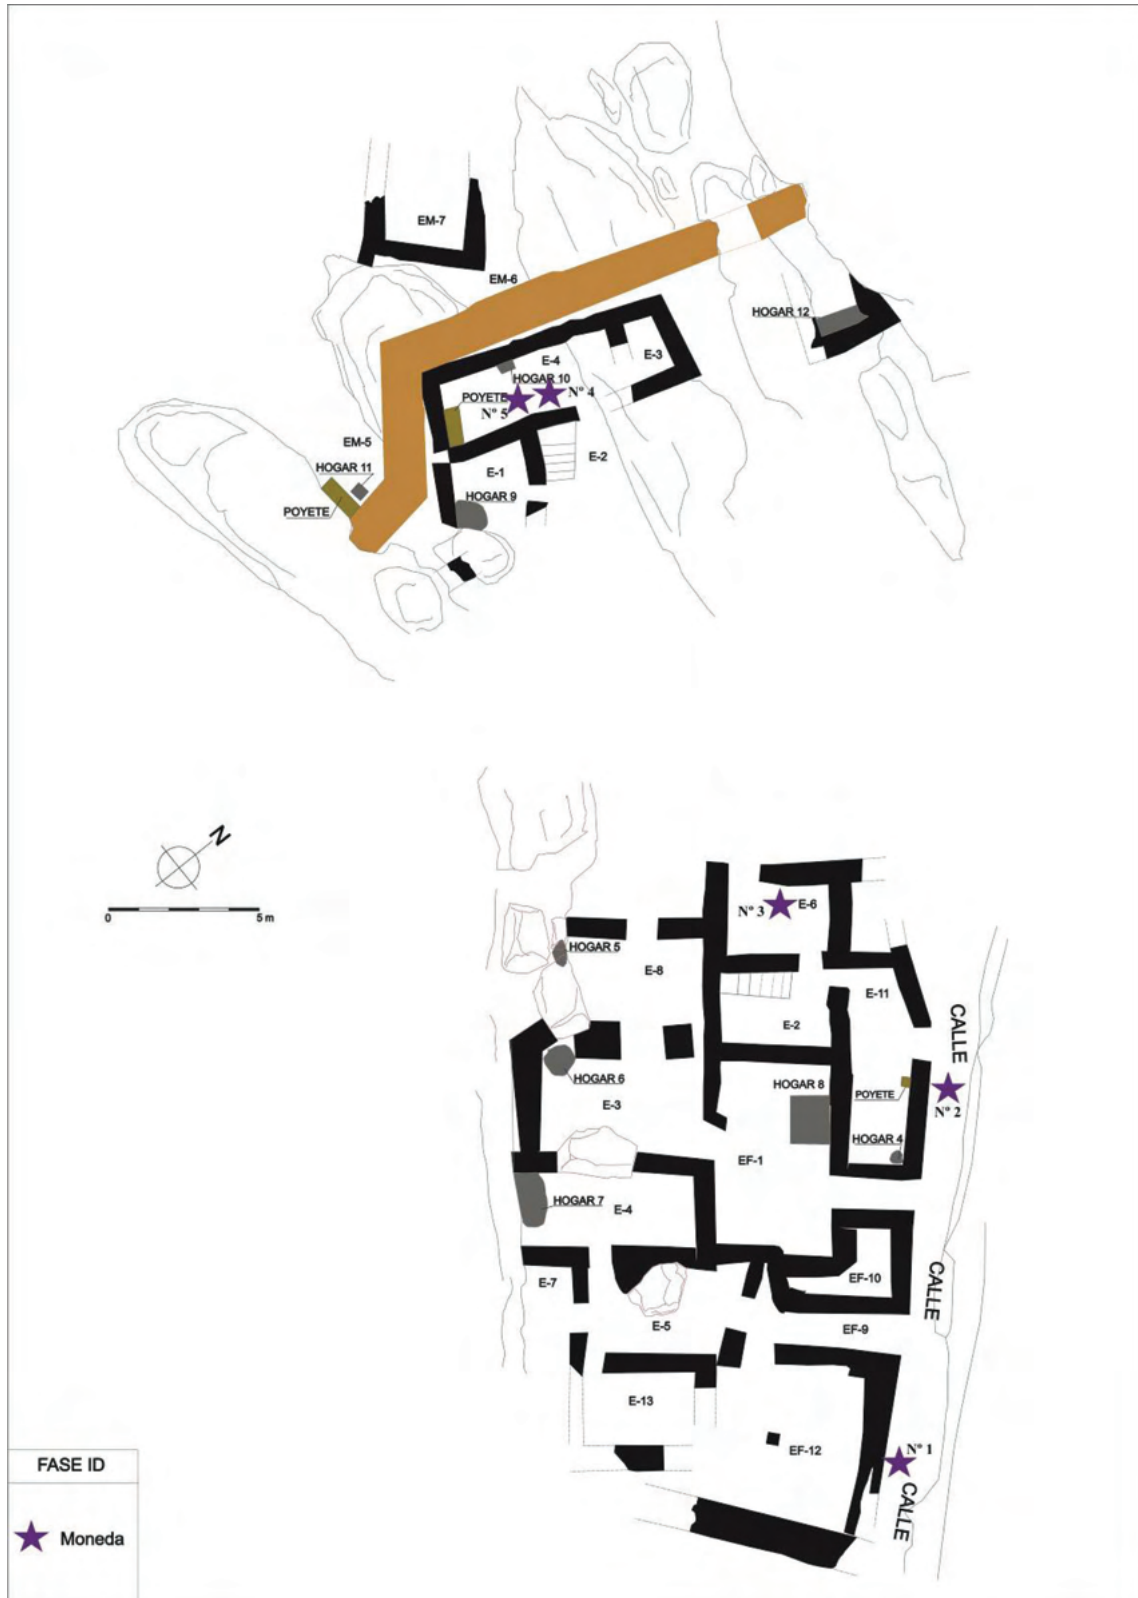 EM-7
EM-6
HOGAR 12
E-4
E-3
HOGAR 10
POYETE
Nº 4
Nº 5
EM-5
E-2
HOGAR 11
E-1
HOGAR 9
POYETE
N
0 5 m
Nº 3
E-6
HOGAR 5
E-8
E-11
CALLE
E-2
HOGAR 6
HOGAR 8
POYETE
E-3
Nº 2
HOGAR 4
EF-1
HOGAR 7
E-4
E-7
EF-10
CALLE
E-5
EF-9
E-13
EF-12
Nº 1
CALLE
FASE ID
Moneda